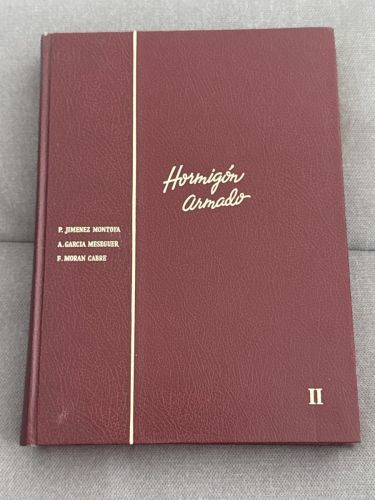 Hormigón
armado
P. JIMENEZ MONTOYA
A. GARCIA MESEGUER
F. MORAN CABRE
II